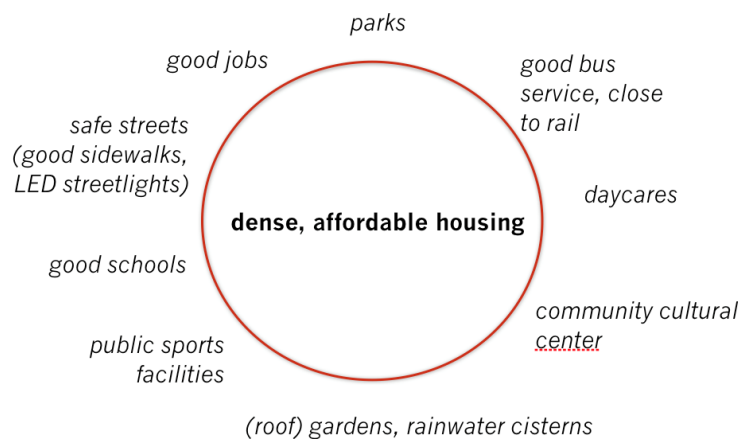 parks
good jobs
good bus
service, close
to rail
safe streets
(good sidewalks,
LED streetlights)
daycares
dense, affordable housing
good schools
community cultural
center
public sports
facilities
(roof) gardens, rainwater cisterns